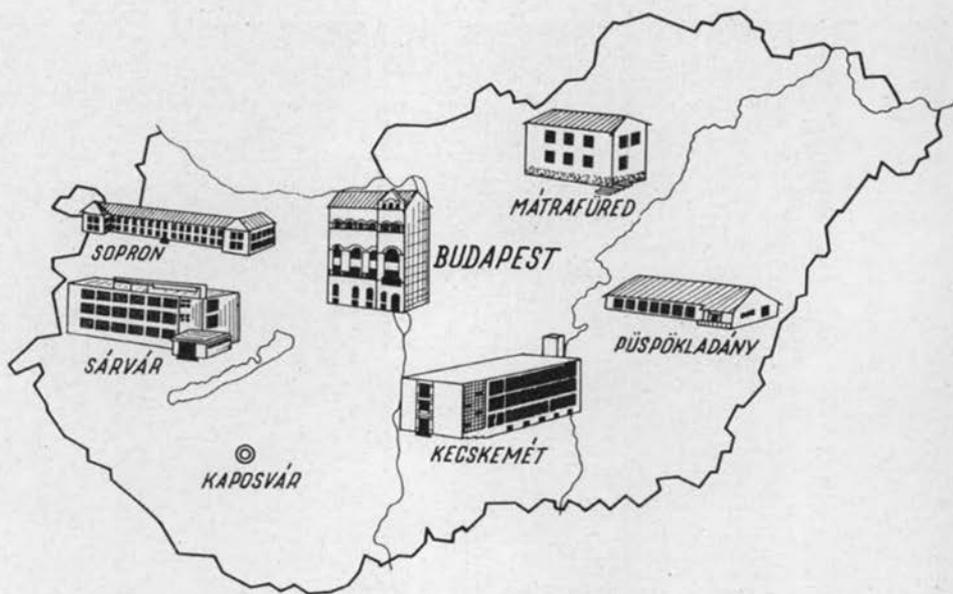 MÁTRAFÜRED
SOPRON
BUDAPEST
SÁRVÁR
PÜSPÖKLADÁNY
KECSKEMÉT
KAPOSVÁR